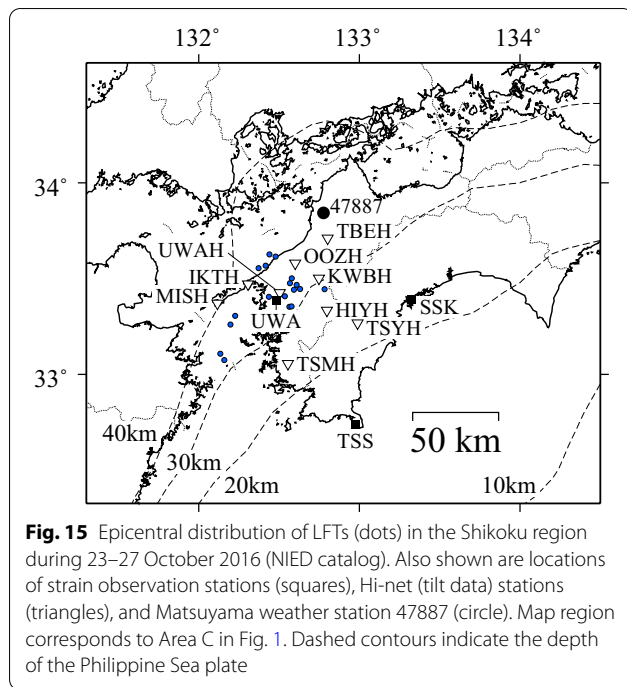 132
133
134
34
47887
TBEH
UWAH
OOZH
IKTH
KWBH
MISH
SSK
UWA
HIYH
TSYH
33
TSMH
40km
TSS
50 km
30km
20km
10km
Fig. 15 Epicentral distribution of LFTs (dots) in the Shikoku region
during 23–27 October 2016 (NIED catalog). Also shown are locations
of strain observation stations (squares), Hi-net (tilt data) stations
(triangles), and Matsuyama weather station 47887 (circle). Map region
corresponds to Area C in Fig. 1. Dashed contours indicate the depth
of the Philippine Sea plate